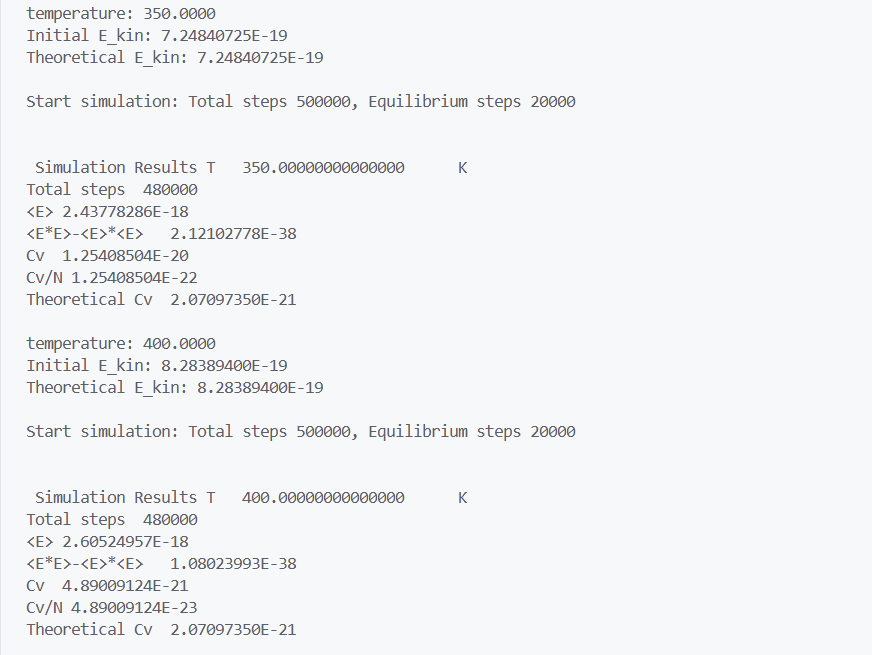 temperature: 350.0000
Initial E_kin: 7.24840725E-19
Theoretical E_kin: 7.24840725E-19
Start simulation: Total steps 500000, Equilibrium steps 20000
Simulation Results T   350.00000000000000      K
Total steps  480000
<E> 2.43778286E-18
<E*E>-<E>*<E>   2.12102778E-38
Cv  1.25408504E-20
Cv/N 1.25408504E-22
Theoretical Cv  2.07097350E-21
temperature: 400.0000
Initial E_kin: 8.28389400E-19
Theoretical E_kin: 8.28389400E-19
Start simulation: Total steps 500000, Equilibrium steps 20000
Simulation Results T   400.00000000000000      K
Total steps  480000
<E> 2.60524957E-18
<E*E>-<E>*<E>   1.08023993E-38
Cv  4.89009124E-21
Cv/N 4.89009124E-23
Theoretical Cv  2.07097350E-21